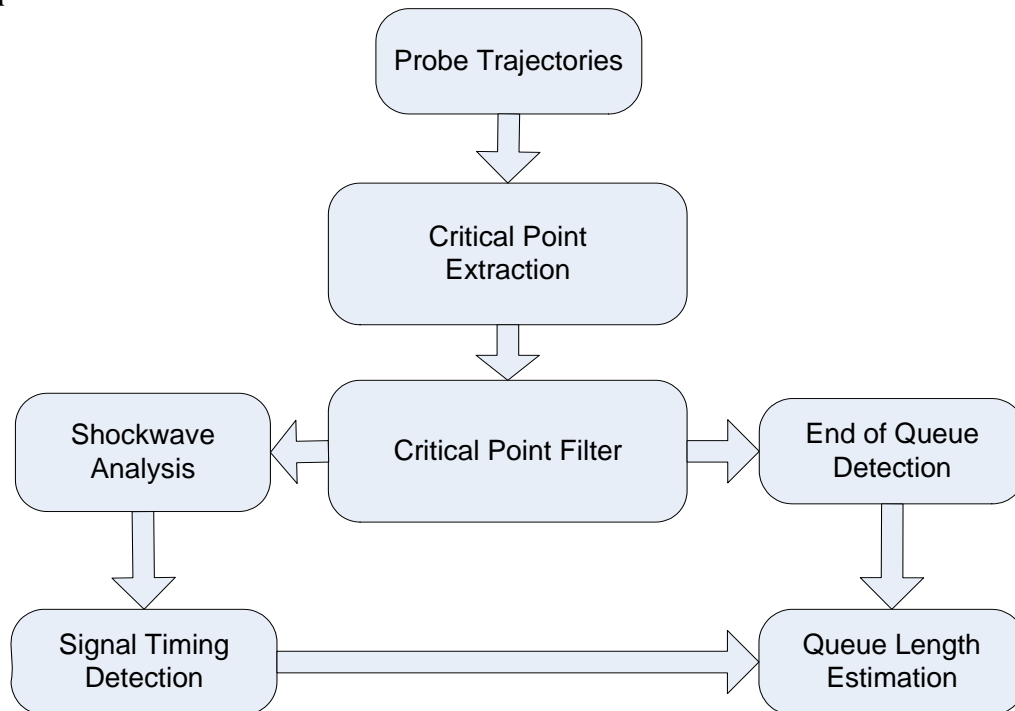 Probe Trajectories
Critical Point
Extraction
Shockwave
Analysis
Critical Point Filter
End of Queue
Detection
Signal Timing
Detection
Queue Length
Estimation